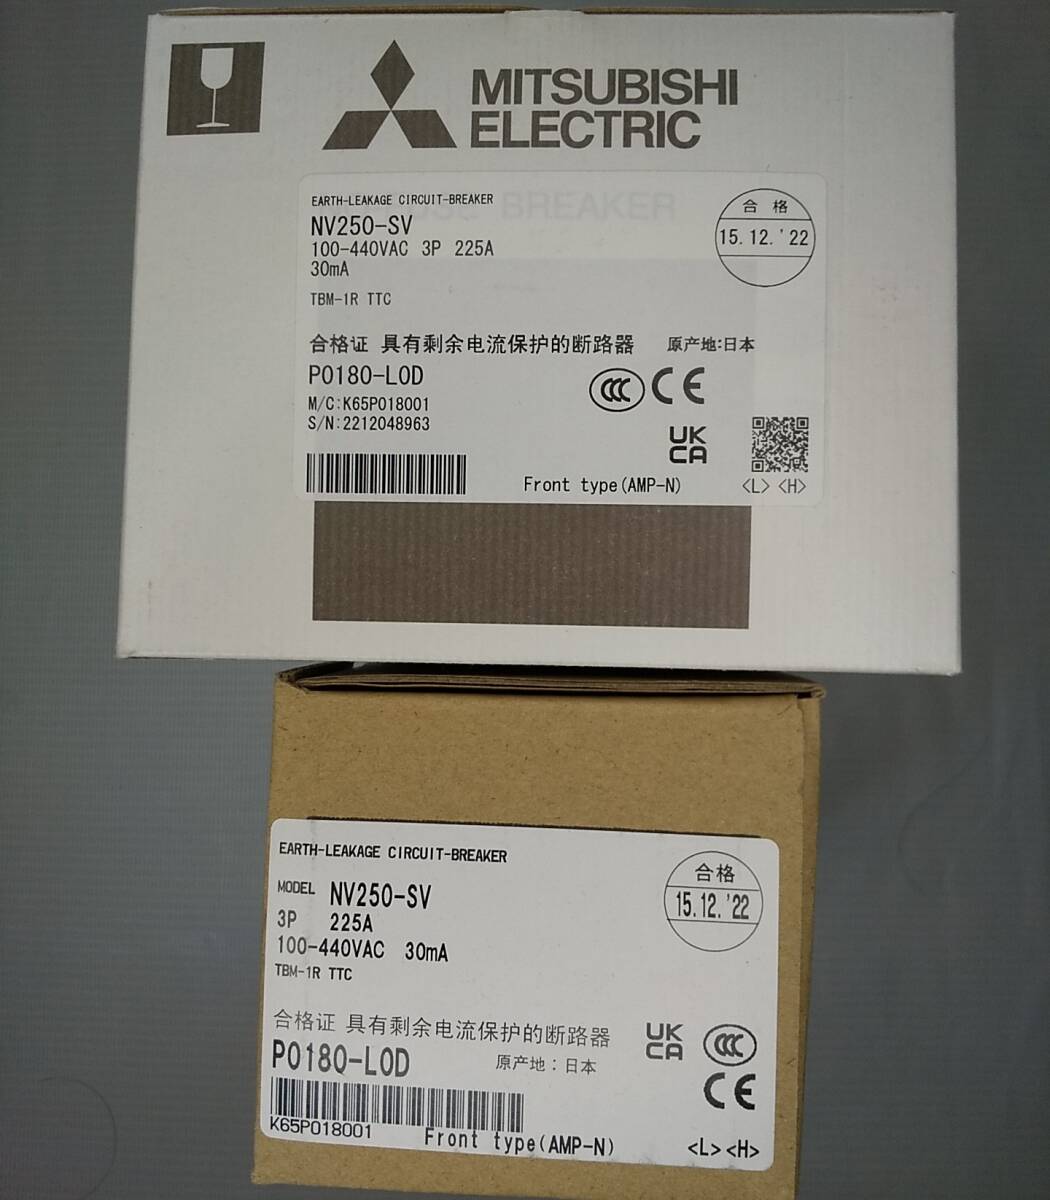 MITSUBISHI
ELECTRIC
EARTH-LEAKAGE CIRCUIT-BREAKER
BREAKER
NV250-SV
100-440VAC 3P 225A
30mA
TBM-1R TTC
合格
15.12.'22
合格证 具有剩余电流保护的断路器 原产地:日本
P0180-L0D
M/C:K65P018001
S/N:2212048963
CCC CE
UK
CA
Front type(AMP-N) <L> <H>
EARTH-LEAKAGE CIRCUIT-BREAKER
MODEL NV250-SV
3P 225A
100-440VAC 30mA
TBM-1R TTC
合格
15.12.'22
合格证 具有剩余电流保护的断路器
P0180-L0D 原产地:日本
UK
CA
CCC
CE
K65P018001
Front type(AMP-N) <L> <H>